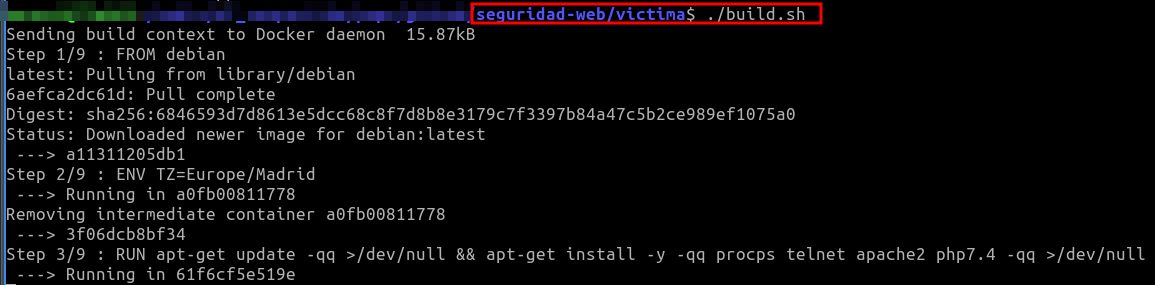 seguridad-web/victima$ ./build.sh
Sending build context to Docker daemon  15.87kB
Step 1/9 : FROM debian
latest: Pulling from library/debian
6aefca2dc61d: Pull complete
Digest: sha256:6846593d7d8613e5dcc68c8f7d8b8e3179c7f3397b84a47c5b2ce989ef1075a0
Status: Downloaded newer image for debian:latest
 ---> a11311205db1
Step 2/9 : ENV TZ=Europe/Madrid
 ---> Running in a0fb00811778
Removing intermediate container a0fb00811778
 ---> 3f06dcb8bf34
Step 3/9 : RUN apt-get update -qq >/dev/null && apt-get install -y -qq procps telnet apache2 php7.4 -qq >/dev/null
 ---> Running in 61f6cf5e519e